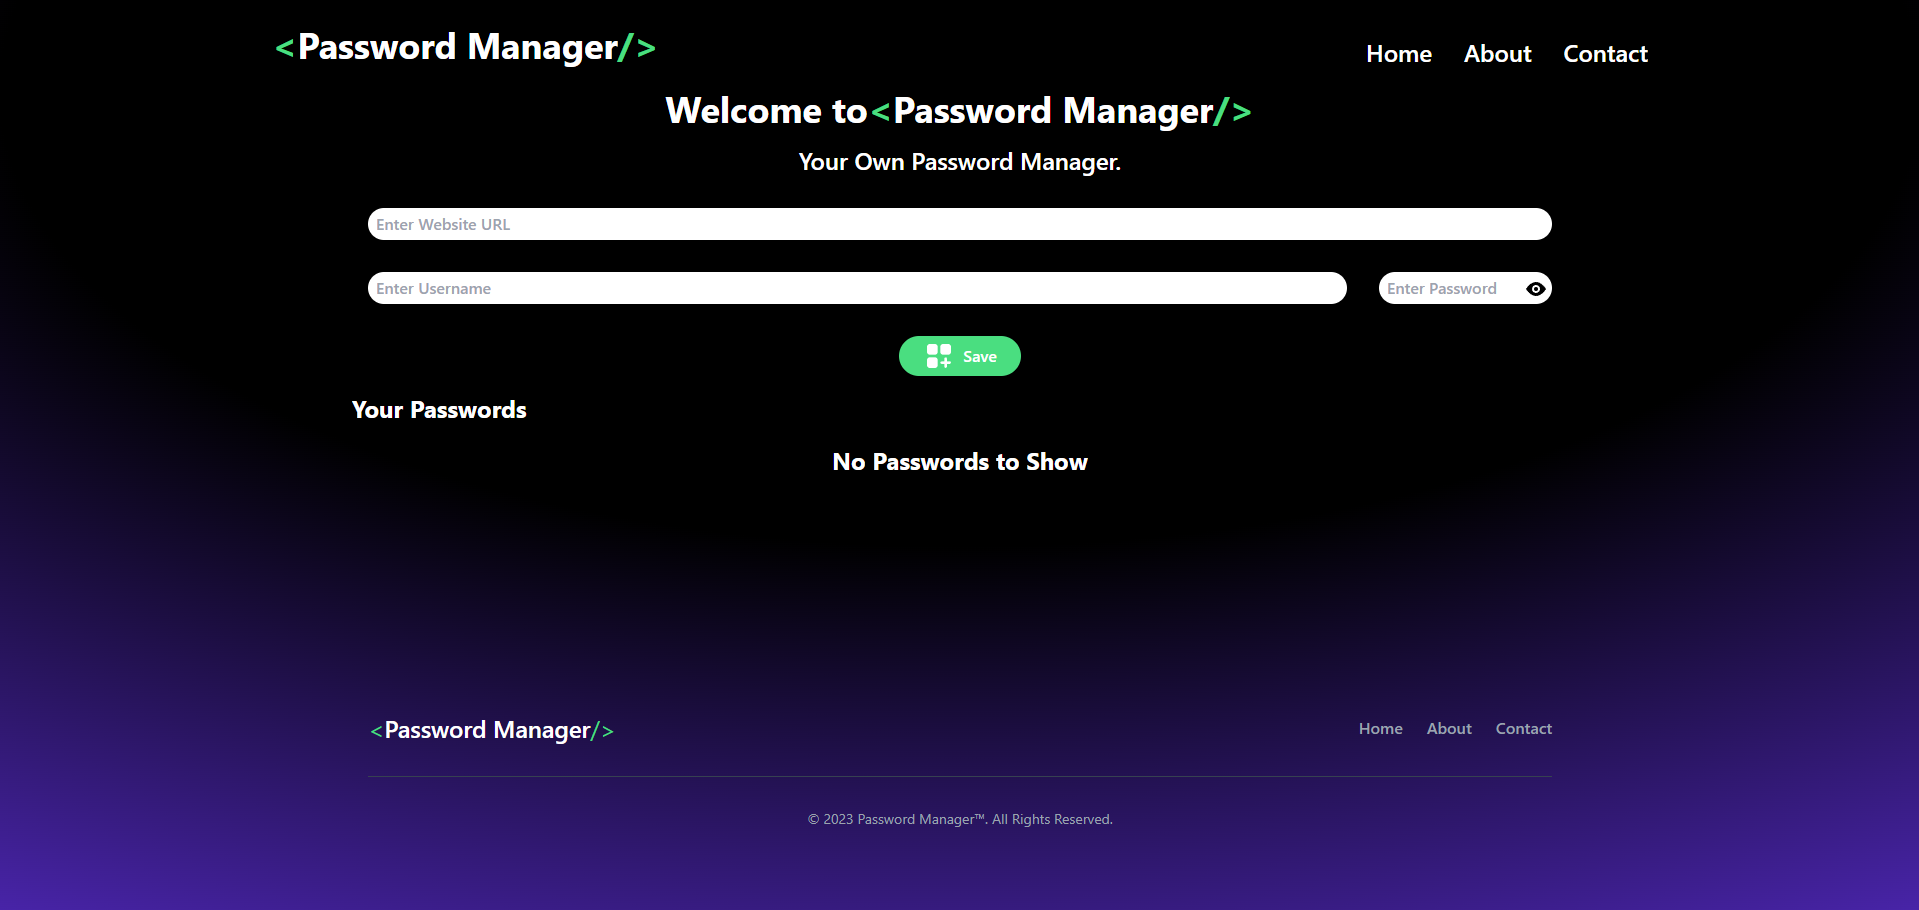 <Password Manager/>
Home About Contact
Welcome to<Password Manager/>
Your Own Password Manager.
Enter Website URL
Enter Username Enter Password
Save
Your Passwords
No Passwords to Show
<Password Manager/>
Home About Contact
© 2023 Password Manager™. All Rights Reserved.